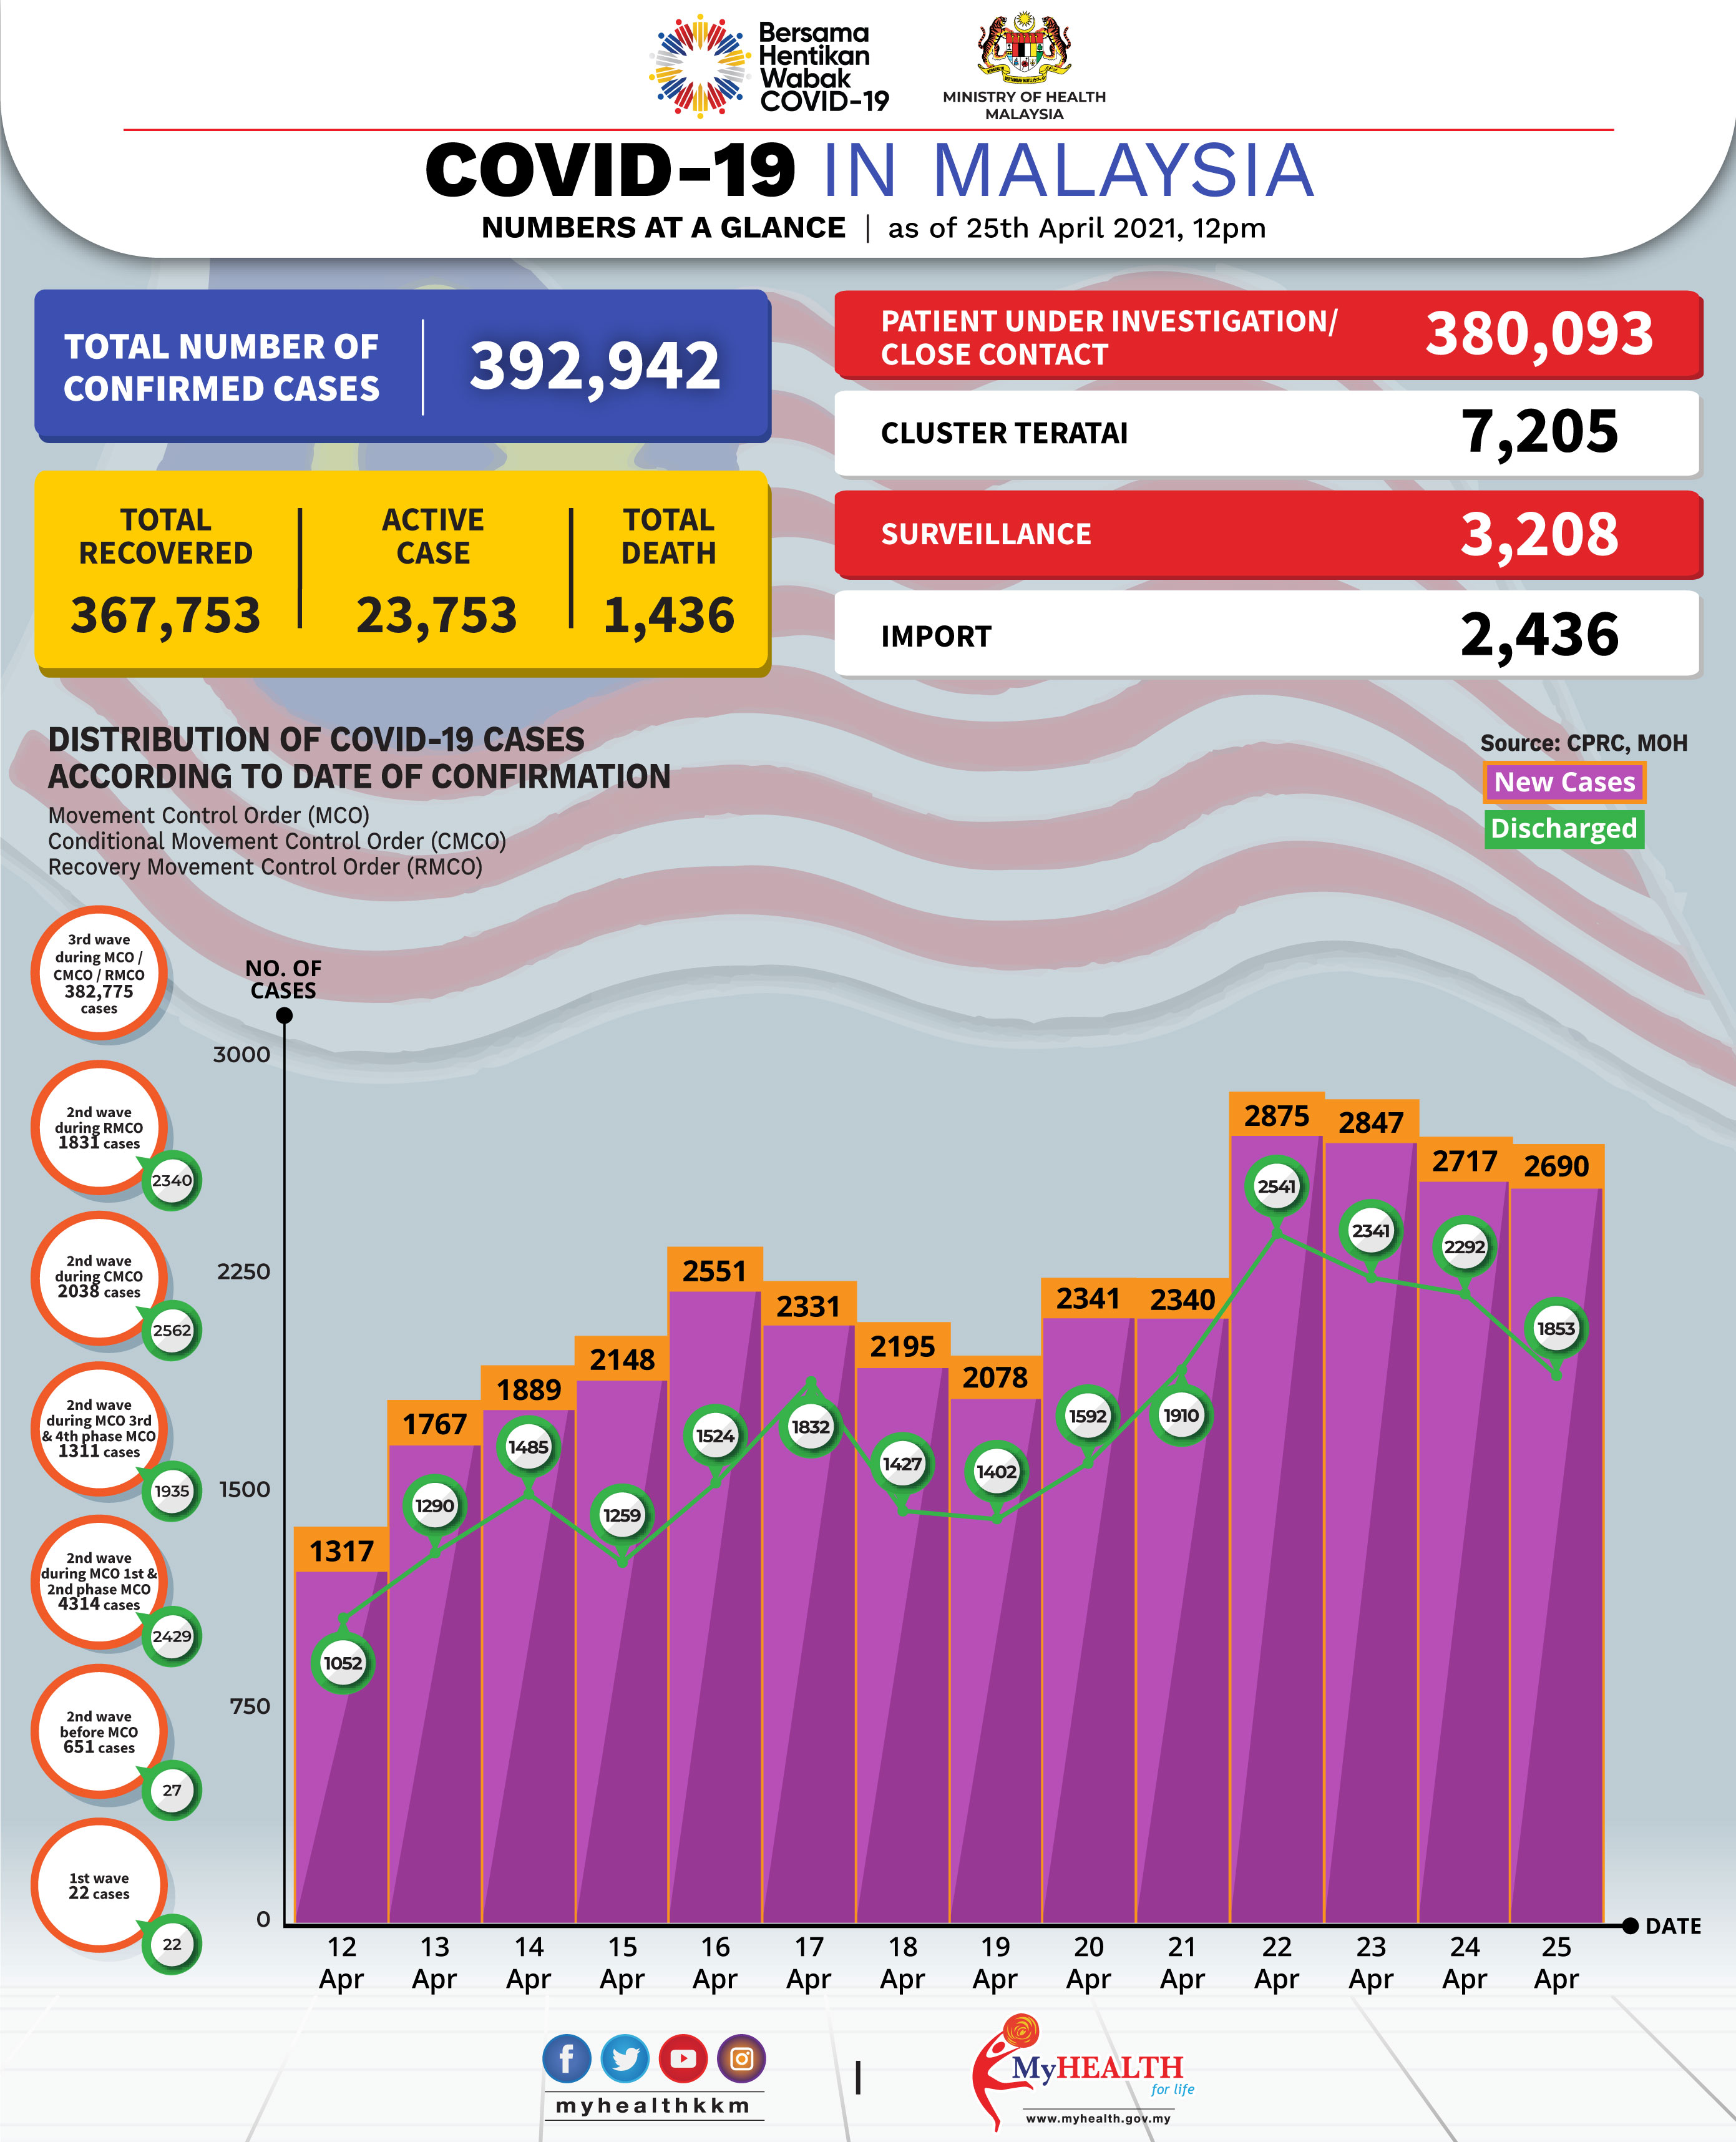 Bersama
Hentikan
Wabak
COVID-19
MINISTRY OF HEALTH
MALAYSIA
COVID-19 IN MALAYSIA
NUMBERS AT A GLANCE | as of 25th April 2021, 12pm
TOTAL NUMBER OF
CONFIRMED CASES
392,942
TOTAL
RECOVERED
367,753
ACTIVE
CASE
23,753
TOTAL
DEATH
1,436
PATIENT UNDER INVESTIGATION/
CLOSE CONTACT
380,093
CLUSTER TERATAI
7,205
SURVEILLANCE
3,208
IMPORT
2,436
DISTRIBUTION OF COVID-19 CASES
ACCORDING TO DATE OF CONFIRMATION
Movement Control Order (MCO)
Conditional Movement Control Order (CMCO)
Recovery Movement Control Order (RMCO)
Source: CPRC, MOH
New Cases
Discharged
3rd wave
during MCO /
CMCO / RMCO
382,775
cases
2nd wave
during RMCO
1831 cases
2340
2nd wave
during CMCO
2038 cases
2562
2nd wave
during MCO 3rd
& 4th phase MCO
1311 cases
1935
2nd wave
during MCO 1st &
2nd phase MCO
4314 cases
2429
2nd wave
before MCO
651 cases
27
1st wave
22 cases
22
NO. OF
CASES
3000
2250
1500
750
0
1317
1767
1889
2148
2551
2331
2195
2078
2341
2340
2875
2847
2717
2690
1052
1290
1485
1259
1524
1832
1427
1402
1592
1910
2541
2341
2292
1853
12 Apr
13 Apr
14 Apr
15 Apr
16 Apr
17 Apr
18 Apr
19 Apr
20 Apr
21 Apr
22 Apr
23 Apr
24 Apr
25 Apr
DATE
myhealthkkm
MyHEALTH
for life
www.myhealth.gov.my